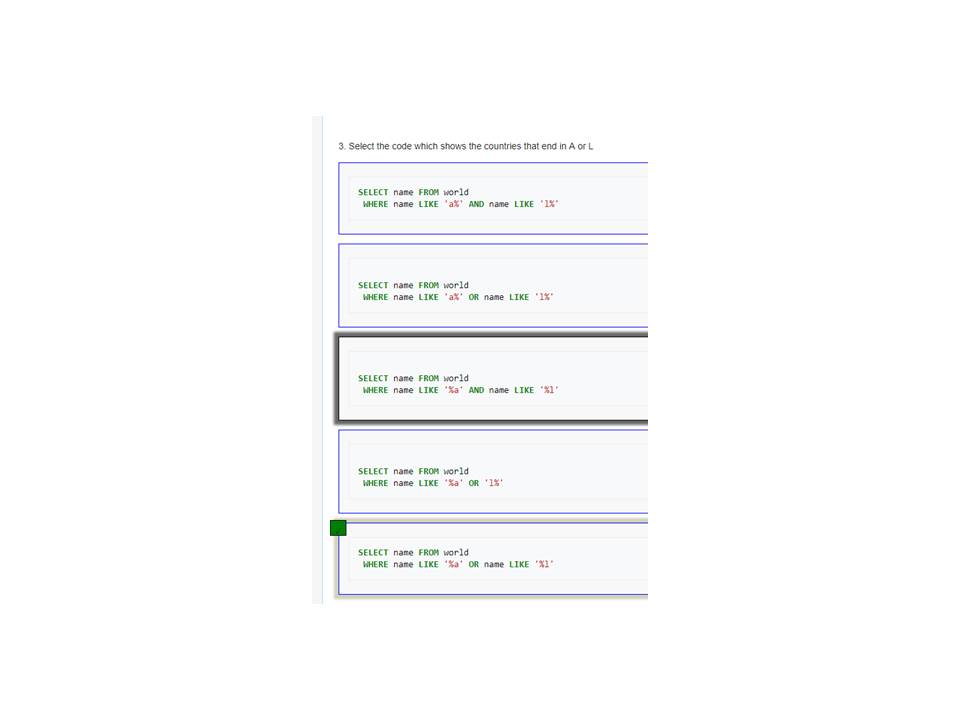 3. Select the code which shows the countries that end in A or L
SELECT name FROM world
WHERE name LIKE 'a%' AND name LIKE 'l%'
SELECT name FROM world
WHERE name LIKE 'a%' OR name LIKE 'l%'
SELECT name FROM world
WHERE name LIKE '%a' AND name LIKE '%l'
SELECT name FROM world
WHERE name LIKE '%a' OR 'l%'
SELECT name FROM world
WHERE name LIKE '%a' OR name LIKE '%l'